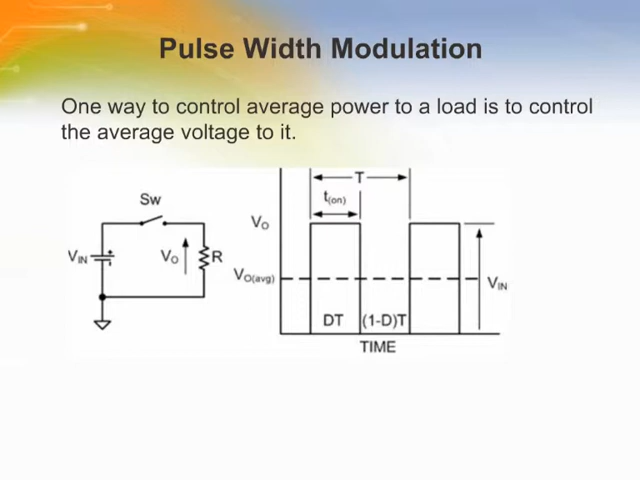 Pulse Width Modulation
One way to control average power to a load is to control
the average voltage to it.
Sw
VIN
VO
R
T
t(on)
VO
VO(avg)
VIN
DT
(1-D)T
TIME